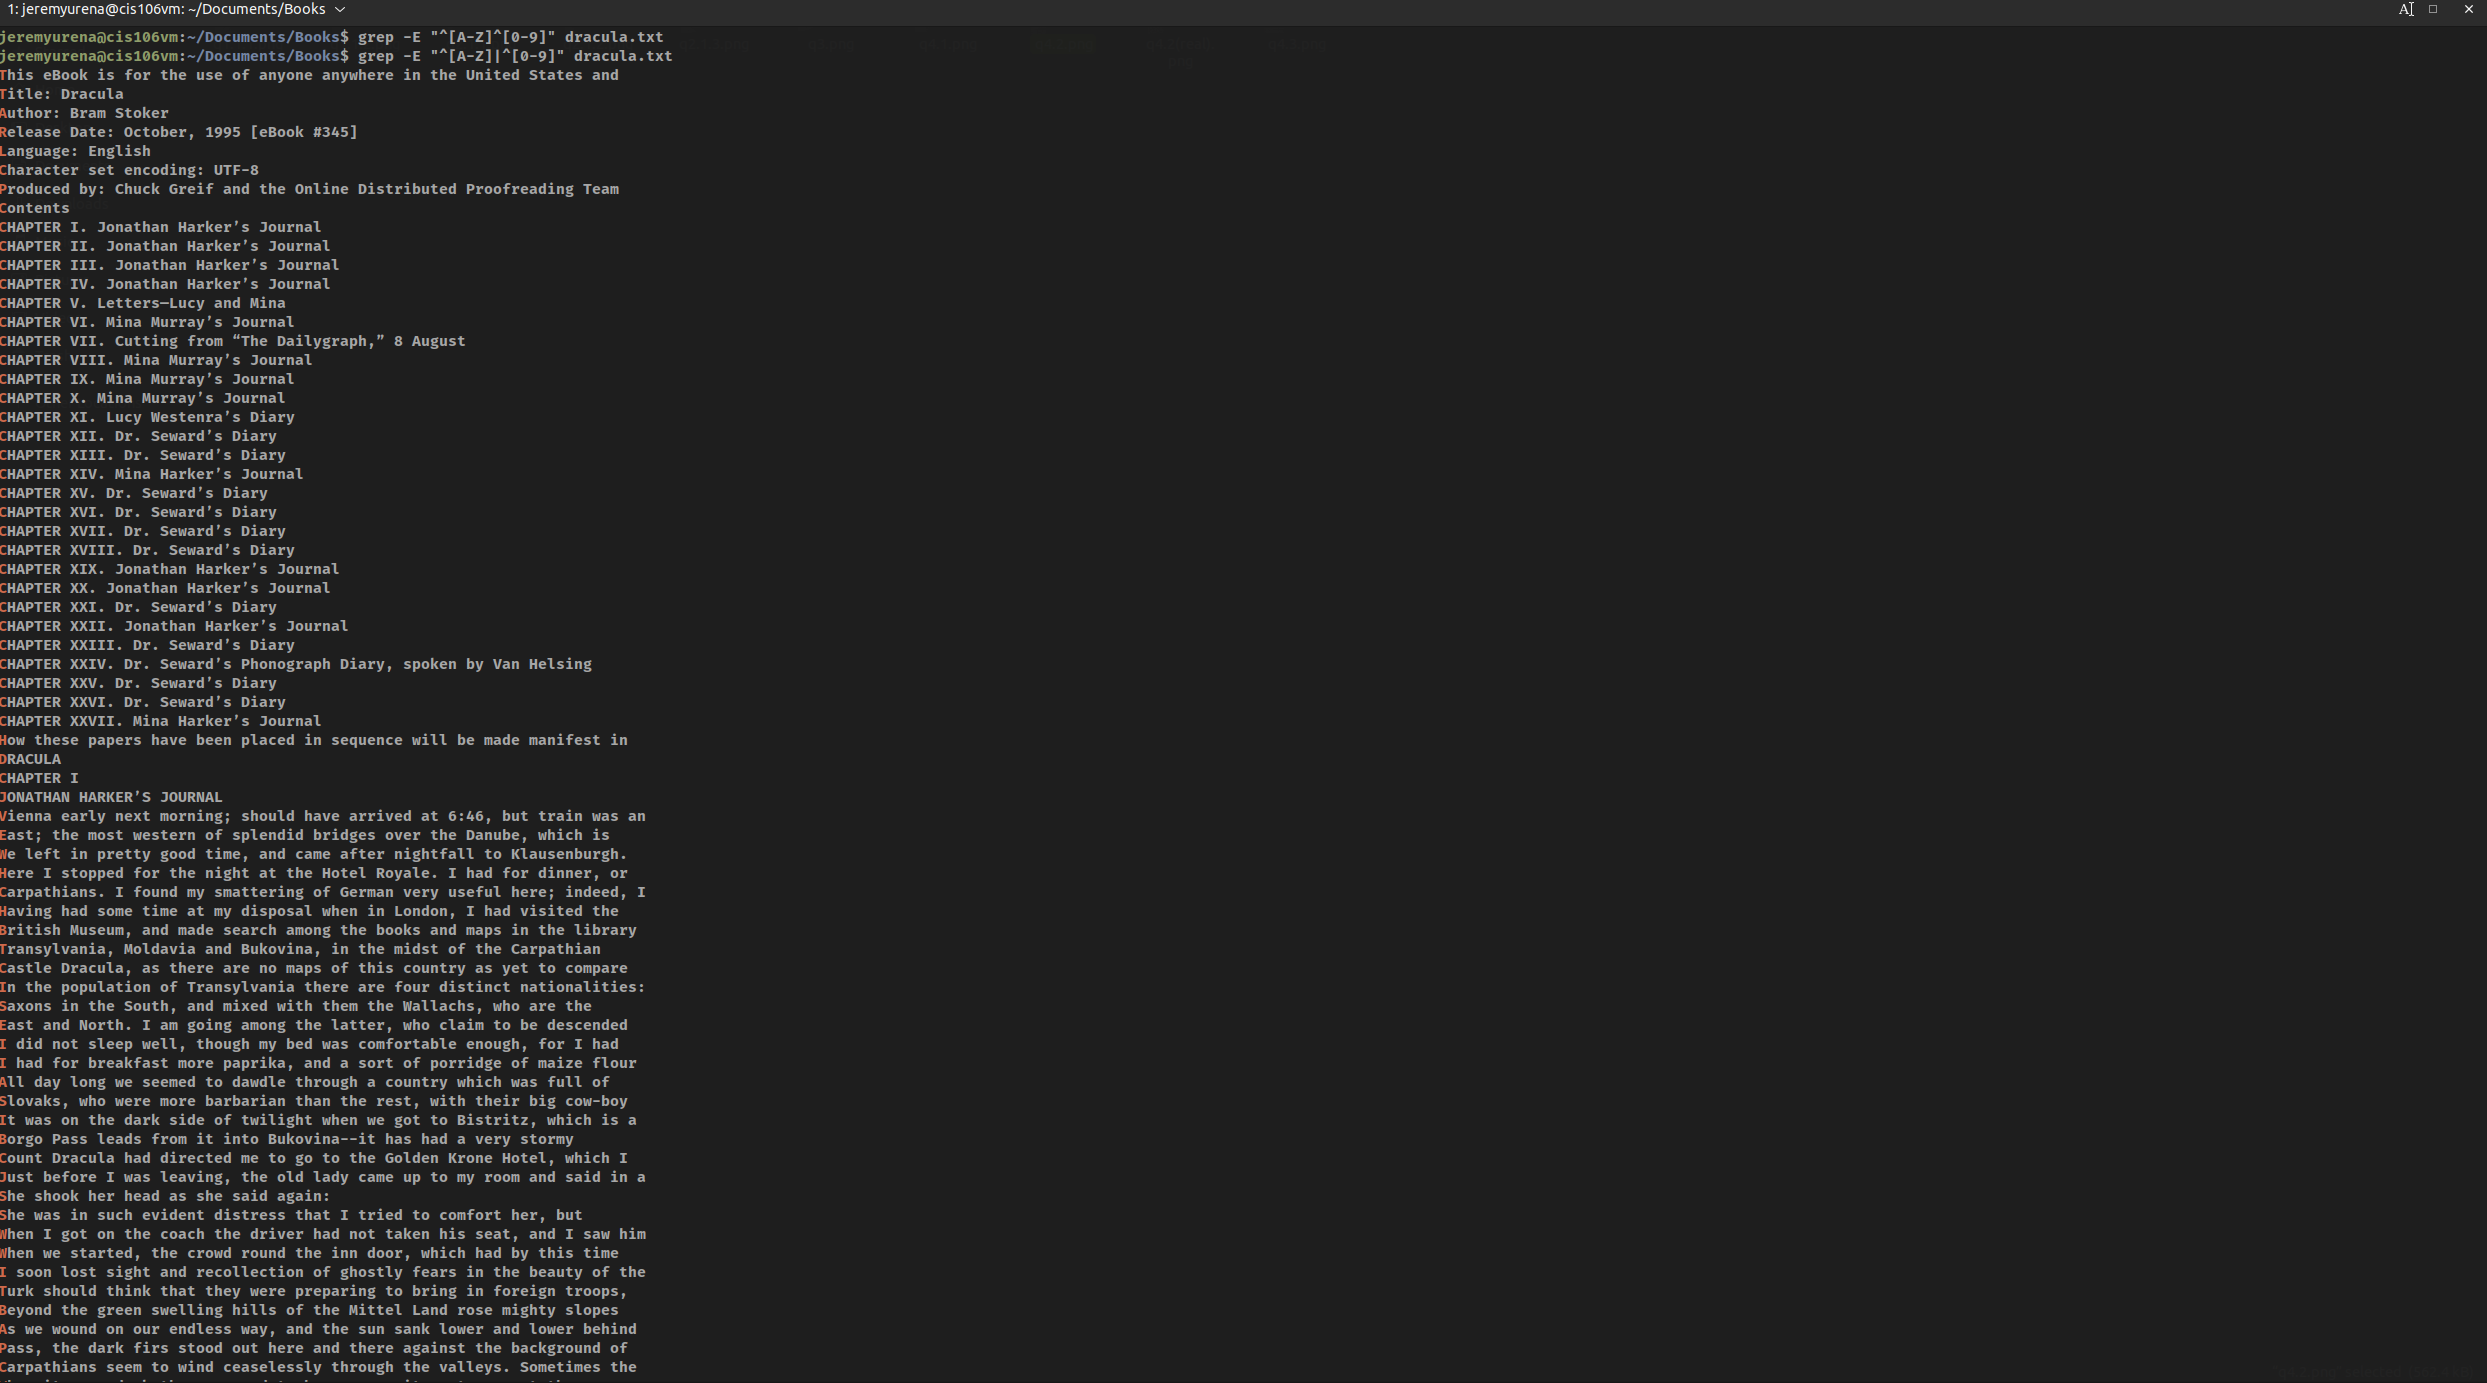 1: jeremyurena@cis106vm: ~/Documents/Books
jeremyurena@cis106vm:~/Documents/Books$ grep -E "^[A-Z]^[0-9]" dracula.txt
jeremyurena@cis106vm:~/Documents/Books$ grep -E "^[A-Z]|^[0-9]" dracula.txt
This eBook is for the use of anyone anywhere in the United States and
Title: Dracula
Author: Bram Stoker
Release Date: October, 1995 [eBook #345]
Language: English
Character set encoding: UTF-8
Produced by: Chuck Greif and the Online Distributed Proofreading Team
Contents
CHAPTER I. Jonathan Harker’s Journal
CHAPTER II. Jonathan Harker’s Journal
CHAPTER III. Jonathan Harker’s Journal
CHAPTER IV. Jonathan Harker’s Journal
CHAPTER V. Letters—Lucy and Mina
CHAPTER VI. Mina Murray’s Journal
CHAPTER VII. Cutting from “The Dailygraph,” 8 August
CHAPTER VIII. Mina Murray’s Journal
CHAPTER IX. Mina Murray’s Journal
CHAPTER X. Mina Murray’s Journal
CHAPTER XI. Lucy Westenra’s Diary
CHAPTER XII. Dr. Seward’s Diary
CHAPTER XIII. Dr. Seward’s Diary
CHAPTER XIV. Mina Harker’s Journal
CHAPTER XV. Dr. Seward’s Diary
CHAPTER XVI. Dr. Seward’s Diary
CHAPTER XVII. Dr. Seward’s Diary
CHAPTER XVIII. Dr. Seward’s Diary
CHAPTER XIX. Jonathan Harker’s Journal
CHAPTER XX. Jonathan Harker’s Journal
CHAPTER XXI. Dr. Seward’s Diary
CHAPTER XXII. Jonathan Harker’s Journal
CHAPTER XXIII. Dr. Seward’s Diary
CHAPTER XXIV. Dr. Seward’s Phonograph Diary, spoken by Van Helsing
CHAPTER XXV. Dr. Seward’s Diary
CHAPTER XXVI. Dr. Seward’s Diary
CHAPTER XXVII. Mina Harker’s Journal
How these papers have been placed in sequence will be made manifest in
DRACULA
CHAPTER I
JONATHAN HARKER’S JOURNAL
Vienna early next morning; should have arrived at 6:46, but train was an
East; the most western of splendid bridges over the Danube, which is
We left in pretty good time, and came after nightfall to Klausenburgh.
Here I stopped for the night at the Hotel Royale. I had for dinner, or
Carpathians. I found my smattering of German very useful here; indeed, I
Having had some time at my disposal when in London, I had visited the
British Museum, and made search among the books and maps in the library
Transylvania, Moldavia and Bukovina, in the midst of the Carpathian
Castle Dracula, as there are no maps of this country as yet to compare
In the population of Transylvania there are four distinct nationalities:
Saxons in the South, and mixed with them the Wallachs, who are the
East and North. I am going among the latter, who claim to be descended
I did not sleep well, though my bed was comfortable enough, for I had
I had for breakfast more paprika, and a sort of porridge of maize flour
All day long we seemed to dawdle through a country which was full of
Slovaks, who were more barbarian than the rest, with their big cow-boy
It was on the dark side of twilight when we got to Bistritz, which is a
Borgo Pass leads from it into Bukovina--it has had a very stormy
Count Dracula had directed me to go to the Golden Krone Hotel, which I
Just before I was leaving, the old lady came up to my room and said in a
She shook her head as she said again:
She was in such evident distress that I tried to comfort her, but
When I got on the coach the driver had not taken his seat, and I saw him
When we started, the crowd round the inn door, which had by this time
I soon lost sight and recollection of ghostly fears in the beauty of the
Turk should think that they were preparing to bring in foreign troops,
Beyond the green swelling hills of the Mittel Land rose mighty slopes
As we wound on our endless way, and the sun sank lower and lower behind
Pass, the dark firs stood out here and there against the background of
Carpathians seem to wind ceaselessly through the valleys. Sometimes the